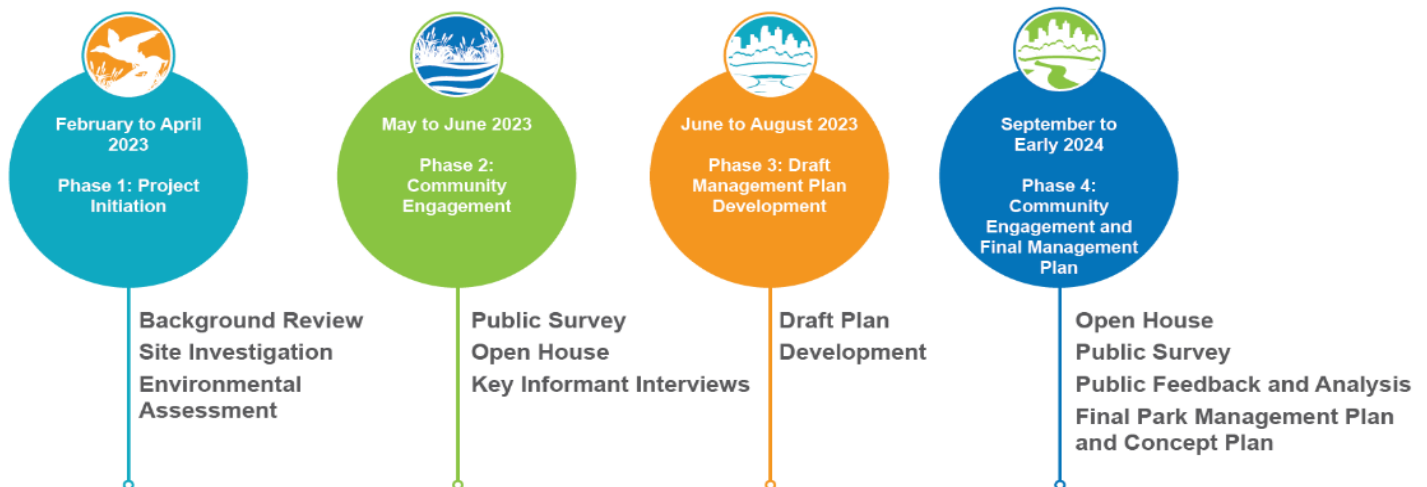 February to April
2023
Phase 1: Project
Initiation
Background Review
Site Investigation
Environmental
Assessment
May to June 2023
Phase 2:
Community
Engagement
Public Survey
Open House
Key Informant Interviews
June to August 2023
Phase 3: Draft
Management Plan
Development
Draft Plan
Development
September to
Early 2024
Phase 4:
Community
Engagement and
Final Management
Plan
Open House
Public Survey
Public Feedback and Analysis
Final Park Management Plan
and Concept Plan